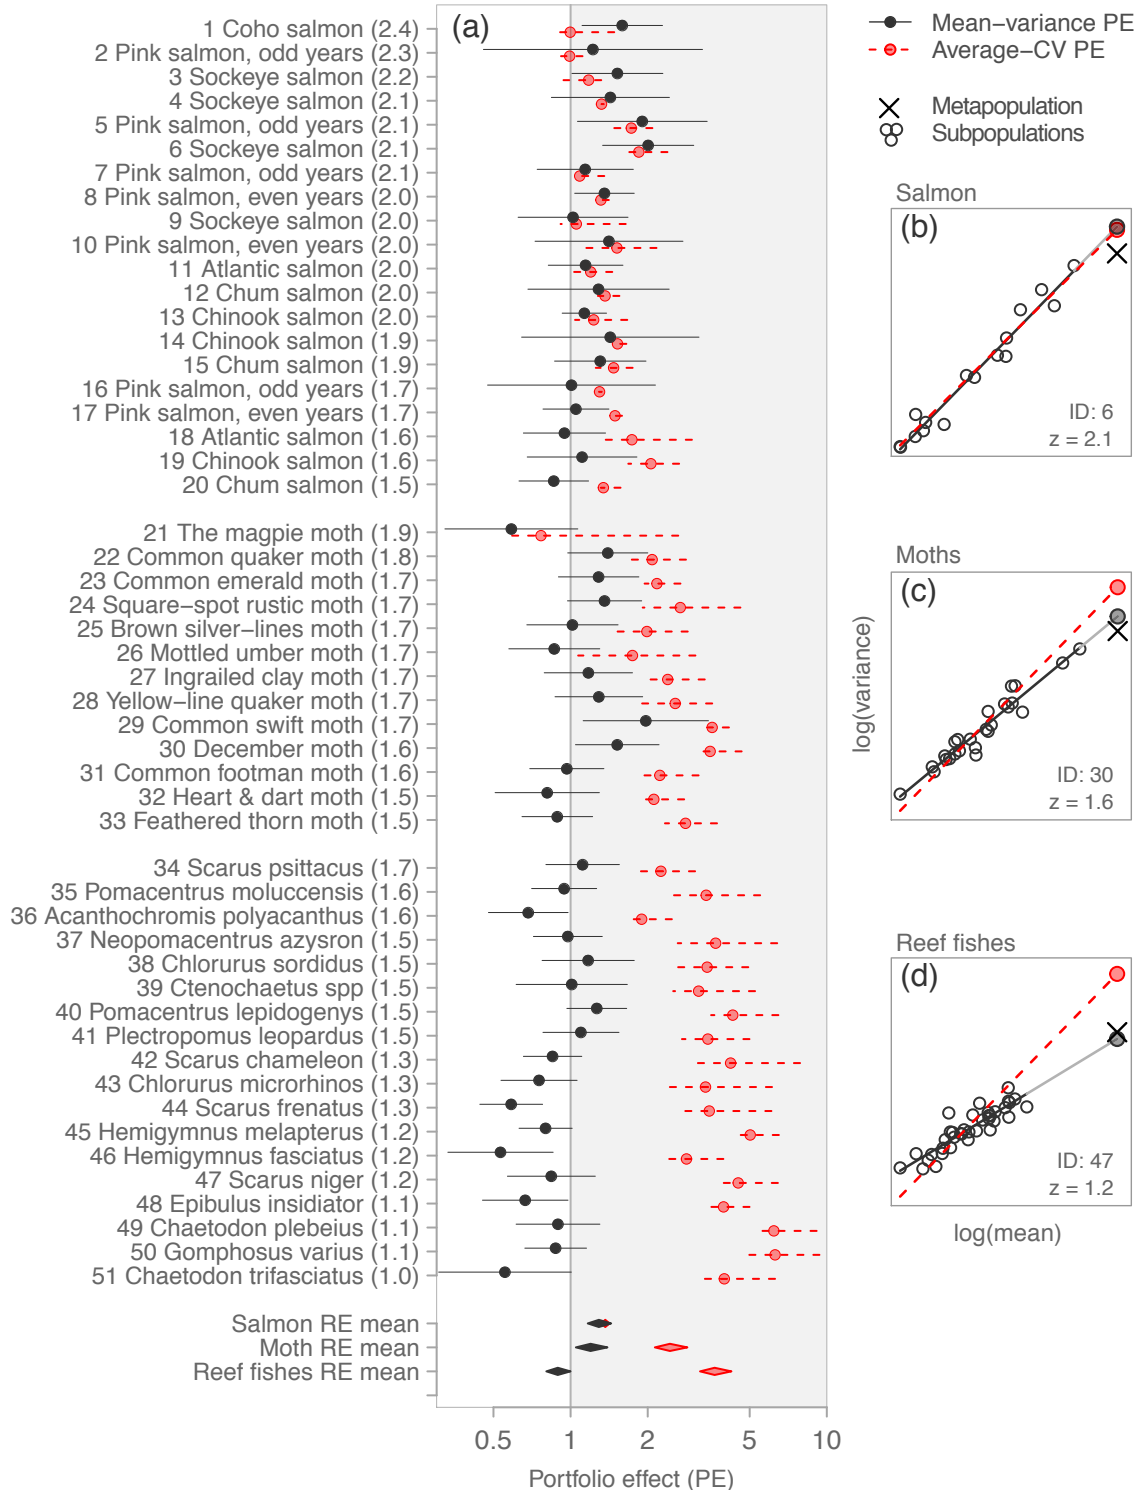 (a)
1 Coho salmon (2.4)
2 Pink salmon, odd years (2.3)
3 Sockeye salmon (2.2)
4 Sockeye salmon (2.1)
5 Pink salmon, odd years (2.1)
6 Sockeye salmon (2.1)
7 Pink salmon, odd years (2.1)
8 Pink salmon, even years (2.0)
9 Sockeye salmon (2.0)
10 Pink salmon, even years (2.0)
11 Atlantic salmon (2.0)
12 Chum salmon (2.0)
13 Chinook salmon (2.0)
14 Chinook salmon (1.9)
15 Chum salmon (1.9)
16 Pink salmon, odd years (1.7)
17 Pink salmon, even years (1.7)
18 Atlantic salmon (1.6)
19 Chinook salmon (1.6)
20 Chum salmon (1.5)
21 The magpie moth (1.9)
22 Common quaker moth (1.8)
23 Common emerald moth (1.7)
24 Square−spot rustic moth (1.7)
25 Brown silver−lines moth (1.7)
26 Mottled umber moth (1.7)
27 Ingrailed clay moth (1.7)
28 Yellow−line quaker moth (1.7)
29 Common swift moth (1.7)
30 December moth (1.6)
31 Common footman moth (1.6)
32 Heart & dart moth (1.5)
33 Feathered thorn moth (1.5)
34 Scarus psittacus (1.7)
35 Pomacentrus moluccensis (1.6)
36 Acanthochromis polyacanthus (1.6)
37 Neopomacentrus azysron (1.5)
38 Chlorurus sordidus (1.5)
39 Ctenochaetus spp (1.5)
40 Pomacentrus lepidogenys (1.5)
41 Plectropomus leopardus (1.5)
42 Scarus chameleon (1.3)
43 Chlorurus microrhinos (1.3)
44 Scarus frenatus (1.3)
45 Hemigymnus melapterus (1.2)
46 Hemigymnus fasciatus (1.2)
47 Scarus niger (1.2)
48 Epibulus insidiator (1.1)
49 Chaetodon plebeius (1.1)
50 Gomphosus varius (1.1)
51 Chaetodon trifasciatus (1.0)
Salmon RE mean
Moth RE mean
Reef fishes RE mean
0.5 1 2 5 10
Portfolio effect (PE)
Mean−variance PE
Average−CV PE
Metapopulation
Subpopulations
Salmon
(b)
ID: 6
z = 2.1
Moths
(c)
ID: 30
z = 1.6
log(variance)
Reef fishes
(d)
ID: 47
z = 1.2
log(mean)